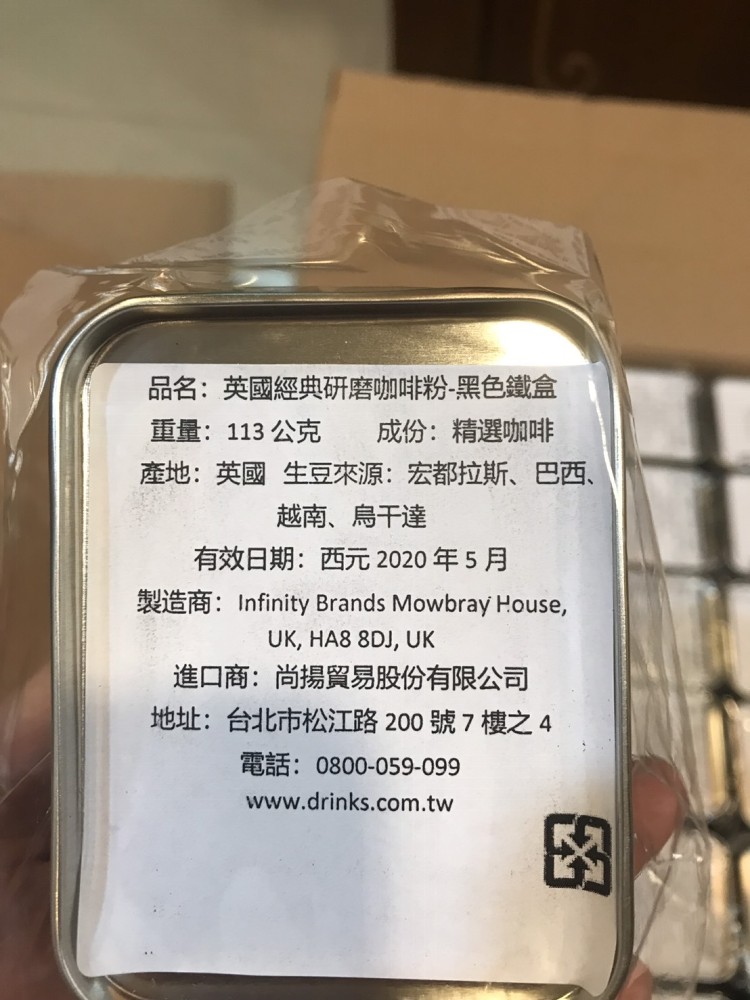 品名：英國經典研磨咖啡粉-黑色鐵盒
重量：113 公克 成份：精選咖啡
產地：英國 生豆來源：宏都拉斯、巴西、
越南、烏干達
有效日期：西元 2020 年 5 月
製造商：Infinity Brands Mowbray House,
UK, HA8 8DJ, UK
進口商：尚揚貿易股份有限公司
地址：台北市松江路 200 號 7 樓之 4
電話：0800-059-099
www.drinks.com.tw